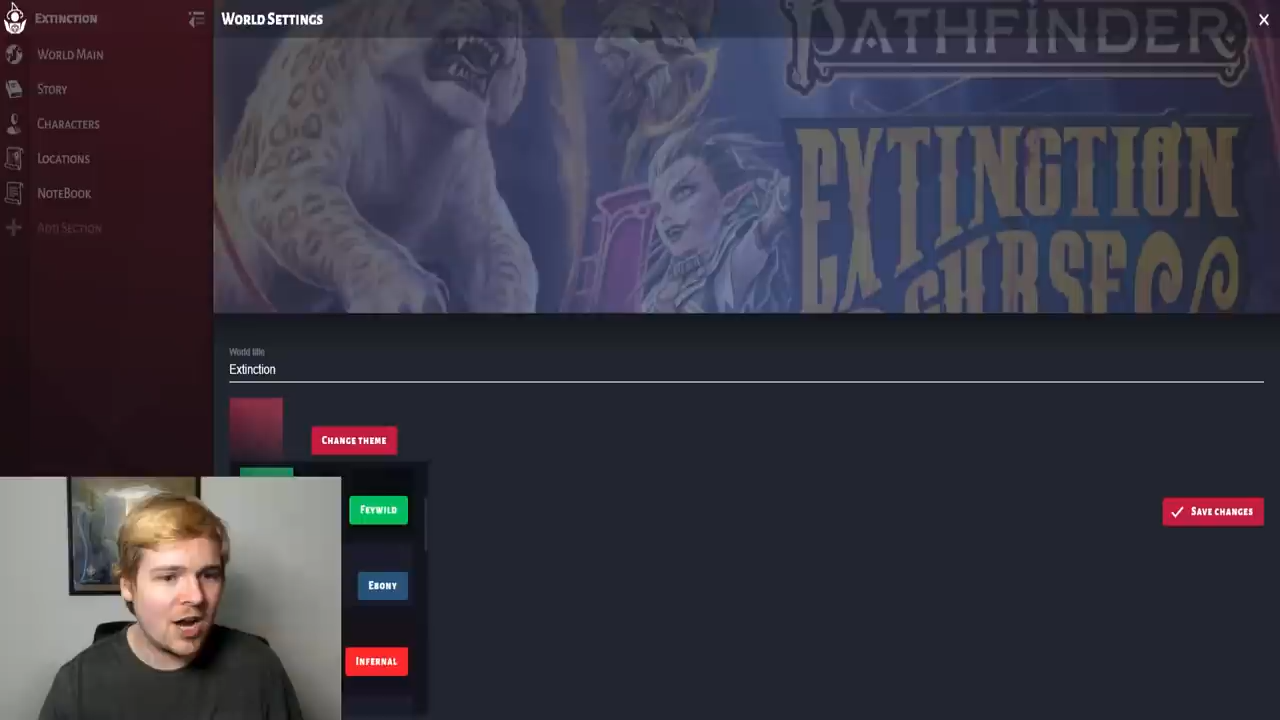 Extinction
World Settings
World Main
Story
Characters
Locations
NoteBook
Add Section
PATHFINDER
EXTINCTION
CURSE
World title
Extinction
Change theme
Feywild
Save changes
Ebony
Infernal